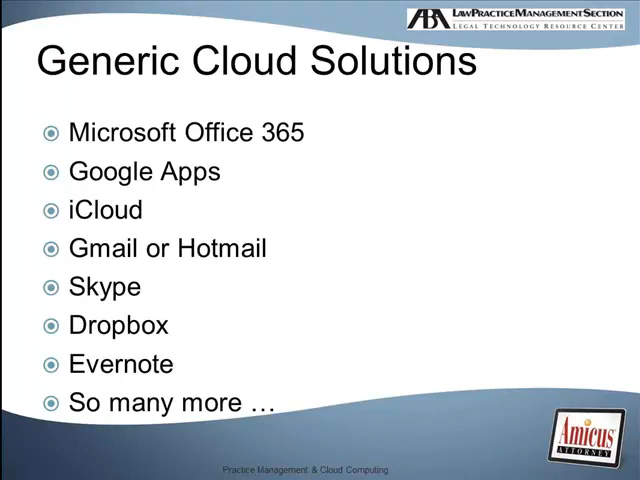 ABA LAWPRACTICEMANAGEMENTSECTION
LEGAL TECHNOLOGY RESOURCE CENTER
Generic Cloud Solutions
Microsoft Office 365
Google Apps
iCloud
Gmail or Hotmail
Skype
Dropbox
Evernote
So many more …
AMICUS
ATTORNEY
Practice Management & Cloud Computing